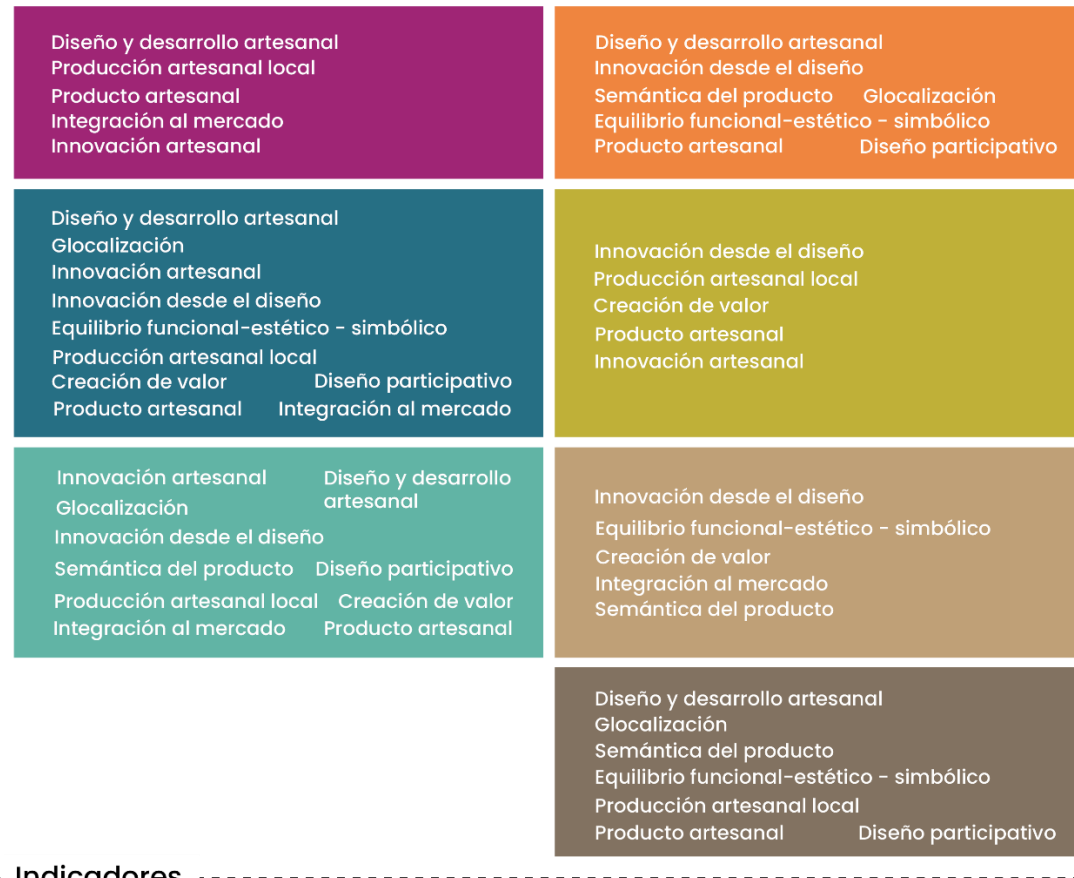 Diseño y desarrollo artesanal
Producción artesanal local
Producto artesanal
Integración al mercado
Innovación artesanal
Diseño y desarrollo artesanal
Innovación desde el diseño
Semántica del producto Glocalización
Equilibrio funcional-estético - simbólico
Producto artesanal Diseño participativo
Diseño y desarrollo artesanal
Glocalización
Innovación artesanal
Innovación desde el diseño
Equilibrio funcional-estético - simbólico
Producción artesanal local
Creación de valor Diseño participativo
Producto artesanal Integración al mercado
Innovación desde el diseño
Producción artesanal local
Creación de valor
Producto artesanal
Innovación artesanal
Innovación artesanal Diseño y desarrollo
artesanal
Glocalización
Innovación desde el diseño
Semántica del producto Diseño participativo
Producción artesanal local Creación de valor
Integración al mercado Producto artesanal
Innovación desde el diseño
Equilibrio funcional-estético - simbólico
Creación de valor
Integración al mercado
Semántica del producto
Diseño y desarrollo artesanal
Glocalización
Semántica del producto
Equilibrio funcional-estético - simbólico
Producción artesanal local
Producto artesanal Diseño participativo
Indicadores